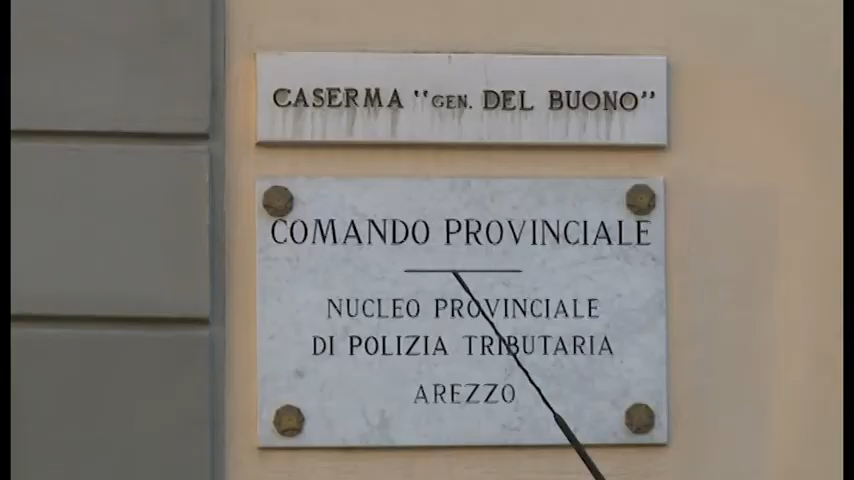 CASERMA "GEN. DEL BUONO"
COMANDO PROVINCIALE
NUCLEO PROVINCIALE
DI POLIZIA TRIBUTARIA
AREZZO